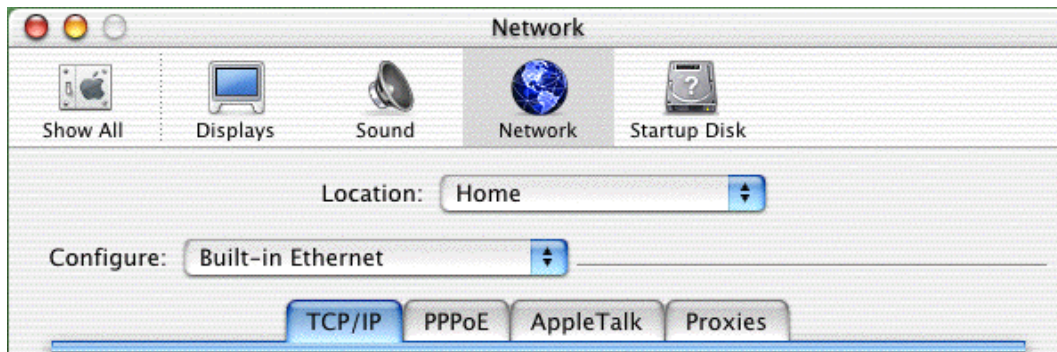 Network
Show All Displays Sound Network Startup Disk
Location: Home
Configure: Built-in Ethernet
TCP/IP PPPoE AppleTalk Proxies